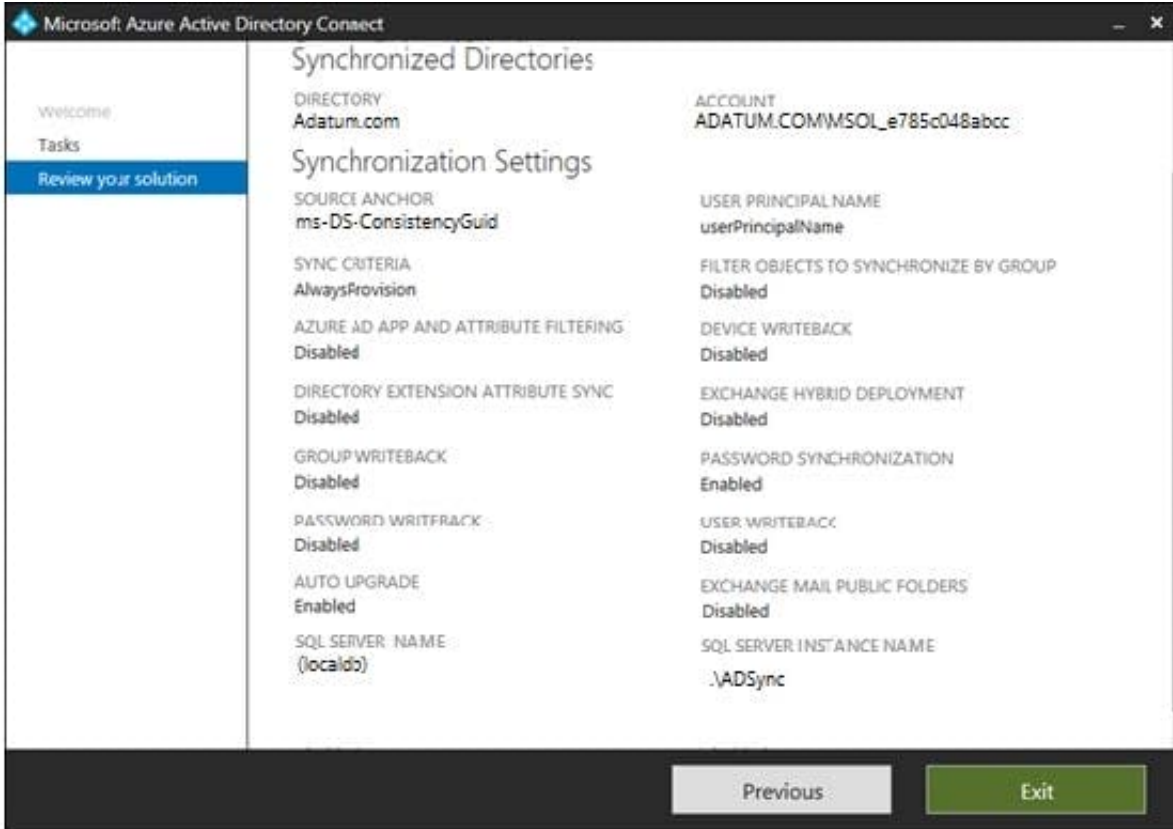 Microsoft Azure Active Directory Connect
Welcome
Tasks
Review your solution
Synchronized Directories
DIRECTORY
Adatum.com
ACCOUNT
ADATUM.COM\MSOL_e785c048abcc
Synchronization Settings
SOURCE ANCHOR
ms-DS-ConsistencyGuid
USER PRINCIPAL NAME
userPrincipalName
SYNC CRITERIA
AlwaysProvision
FILTER OBJECTS TO SYNCHRONIZE BY GROUP
Disabled
AZURE AD APP AND ATTRIBUTE FILTERING
Disabled
DEVICE WRITEBACK
Disabled
DIRECTORY EXTENSION ATTRIBUTE SYNC
Disabled
EXCHANGE HYBRID DEPLOYMENT
Disabled
GROUP WRITEBACK
Disabled
PASSWORD SYNCHRONIZATION
Enabled
PASSWORD WRITEBACK
Disabled
USER WRITEBACK
Disabled
AUTO UPGRADE
Enabled
EXCHANGE MAIL PUBLIC FOLDERS
Disabled
SQL SERVER NAME
(localdb)
SQL SERVER INSTANCE NAME
.\ADSync
Previous
Exit